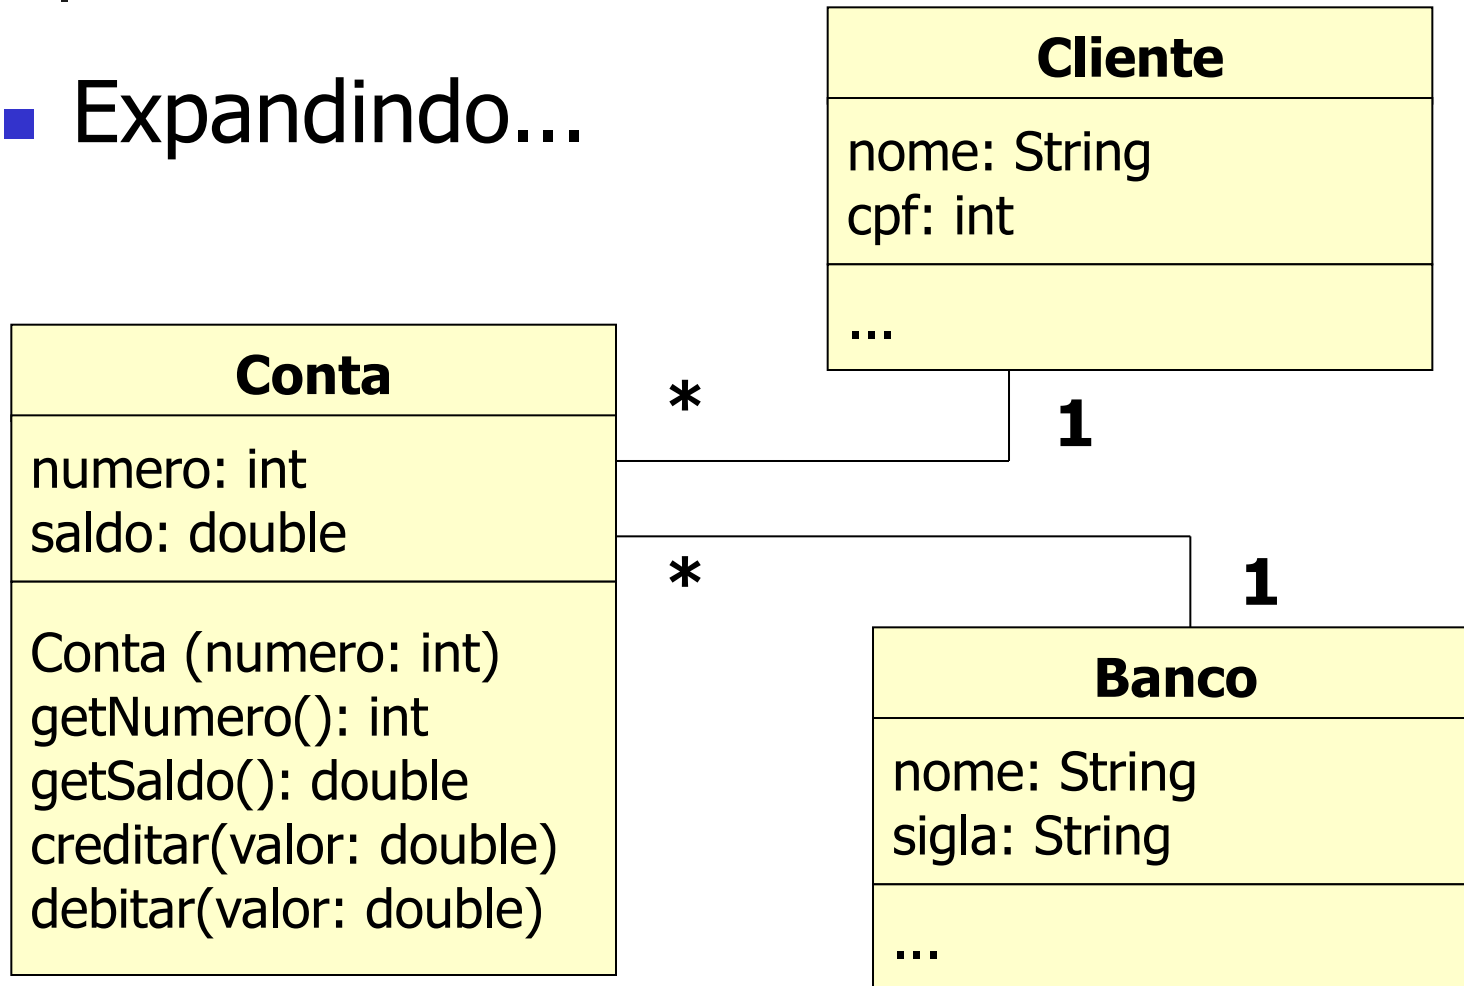 Expandindo...
Cliente
nome: String
cpf: int
...
Conta
numero: int
saldo: double
Conta (numero: int)
getNumero(): int
getSaldo(): double
creditar(valor: double)
debitar(valor: double)
*
1
*
1
Banco
nome: String
sigla: String
...